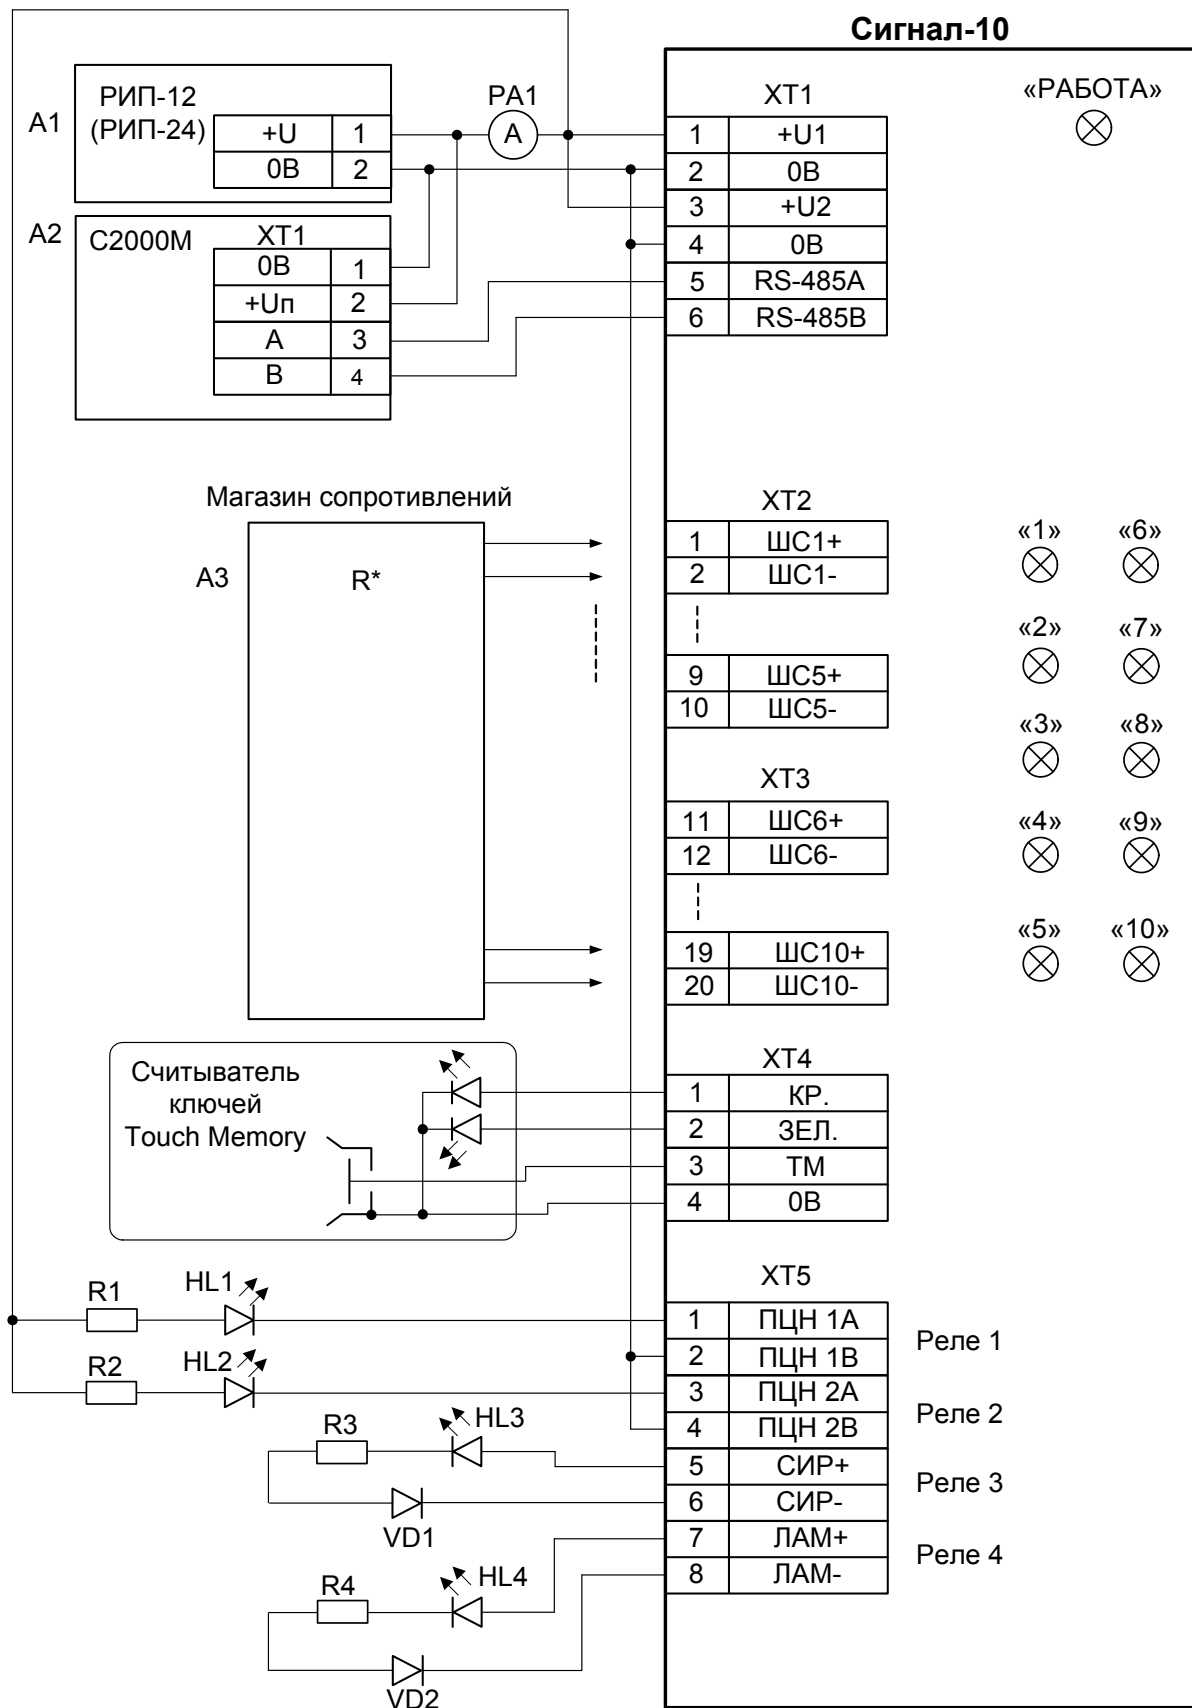 Сигнал-10
«РАБОТА»
А1
РИП-12
(РИП-24)
+U 1
0В 2
PA1
А
А2
С2000М
XT1
0В 1
+Uп 2
А 3
В 4
XT1
1 +U1
2 0В
3 +U2
4 0В
5 RS-485A
6 RS-485B
Магазин сопротивлений
А3
R*
XT2
1 ШС1+
2 ШС1-
9 ШС5+
10 ШС5-
XT3
11 ШС6+
12 ШС6-
19 ШС10+
20 ШС10-
«1» «6»
«2» «7»
«3» «8»
«4» «9»
«5» «10»
Считыватель
ключей
Touch Memory
XT4
1 КР.
2 ЗЕЛ.
3 ТМ
4 0В
XT5
1 ПЦН 1А
2 ПЦН 1В
3 ПЦН 2А
4 ПЦН 2В
5 СИР+
6 СИР-
7 ЛАМ+
8 ЛАМ-
Реле 1
Реле 2
Реле 3
Реле 4
R1
HL1
R2
HL2
R3
HL3
VD1
R4
HL4
VD2